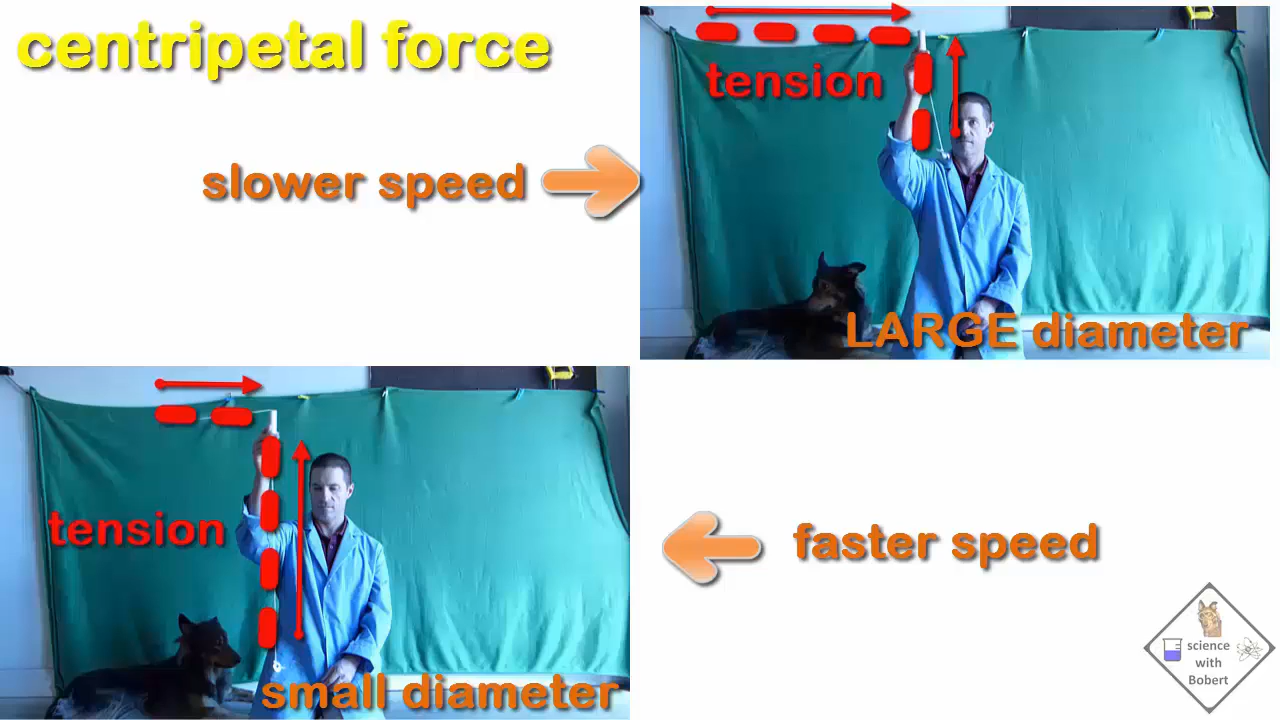 centripetal force
tension
slower speed
LARGE diameter
tension
faster speed
small diameter
science
with
Bobert